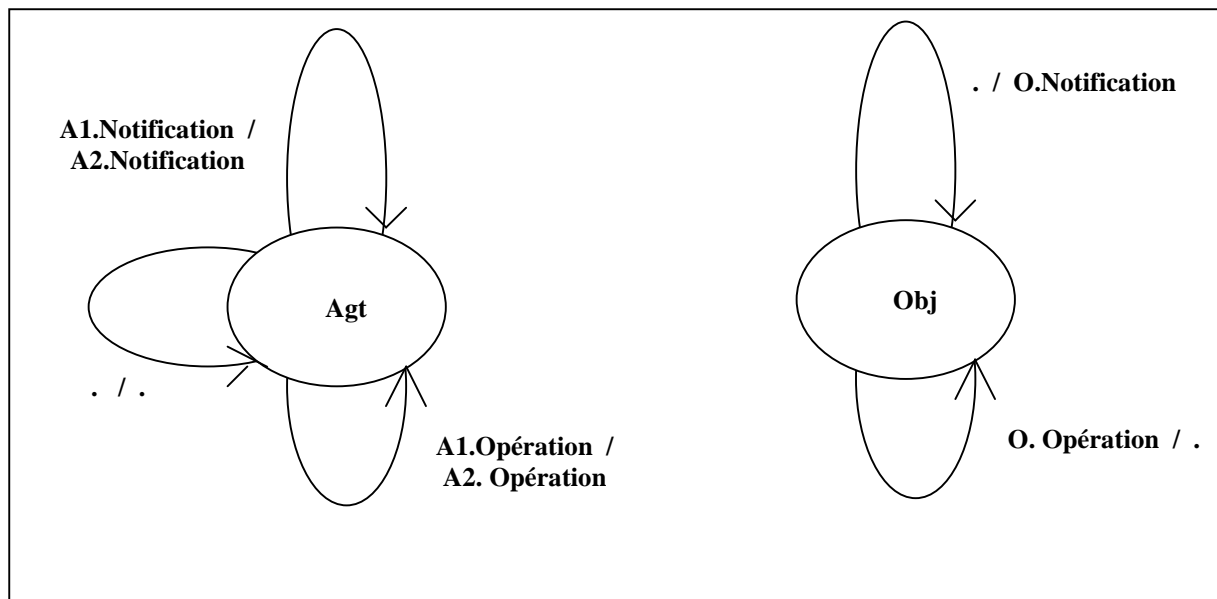 . / O.Notification
A1.Notification /
A2.Notification
Agt
Obj
. / .
A1.Opération /
A2. Opération
O. Opération / .